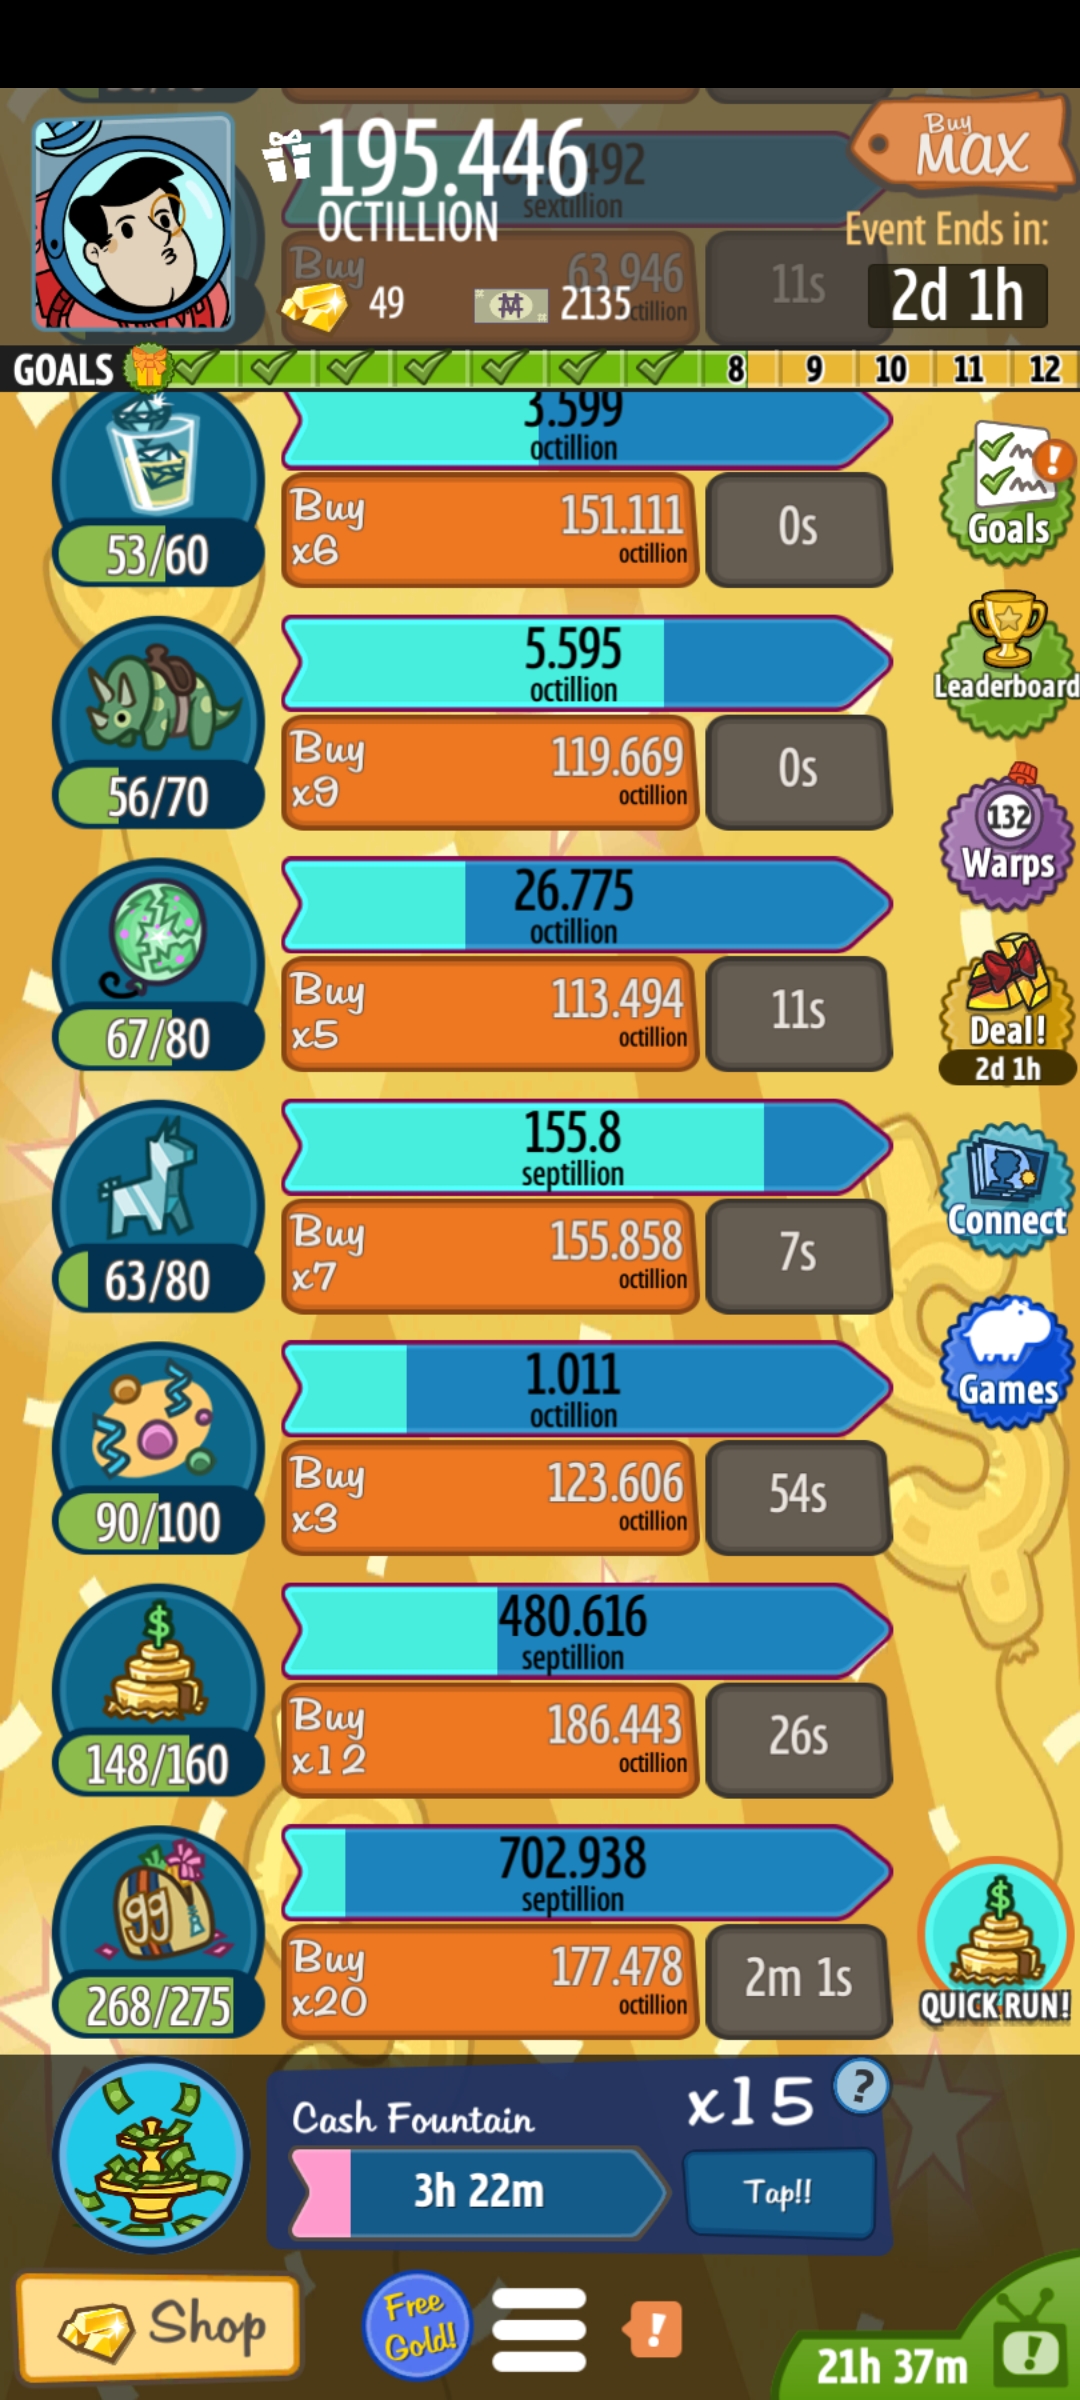 195.446
OCTILLION
sextillion
Buy
MAX
Event Ends in:
2d 1h
Buy
63.946
11s
49
2135
GOALS
8
9
10
11
12
3.599
octillion
Buy
x6
151.111
octillion
0s
53/60
Goals
5.595
octillion
Buy
x9
119.669
octillion
0s
56/70
Leaderboard
26.775
octillion
Buy
x5
113.494
octillion
11s
67/80
132
Warps
Deal!
2d 1h
155.8
septillion
Buy
x7
155.858
octillion
7s
63/80
Connect
1.011
octillion
Buy
x3
123.606
octillion
54s
90/100
Games
480.616
septillion
Buy
x12
186.443
octillion
26s
148/160
702.938
septillion
Buy
x20
177.478
octillion
2m 1s
99
268/275
QUICK RUN!
Cash Fountain
x15
?
3h 22m
Tap!!
Shop
Free
Gold!
!
21h 37m
!